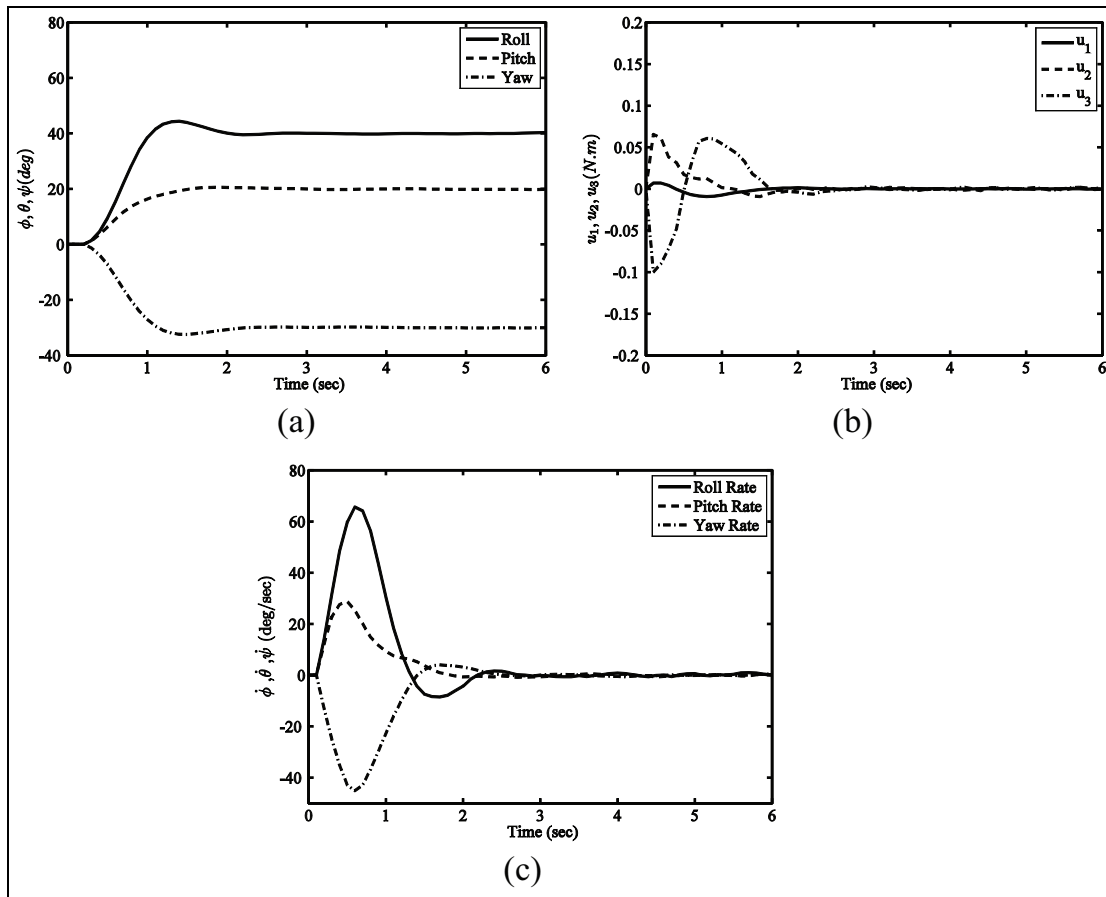 80
60
40
20
0
-20
-40
ϕ, θ, ψ(deg)
Roll
Pitch
Yaw
0 1 2 3 4 5 6
Time (sec)
(a)
0.2
0.15
0.1
0.05
0
-0.05
-0.1
-0.15
-0.2
u₁, u₂, u₃(N.m)
u₁
u₂
u₃
0 1 2 3 4 5 6
Time (sec)
(b)
80
60
40
20
0
-20
-40
ϕ̇ ,θ̇ ,ψ̇ (deg/sec)
Roll Rate
Pitch Rate
Yaw Rate
0 1 2 3 4 5 6
Time (sec)
(c)